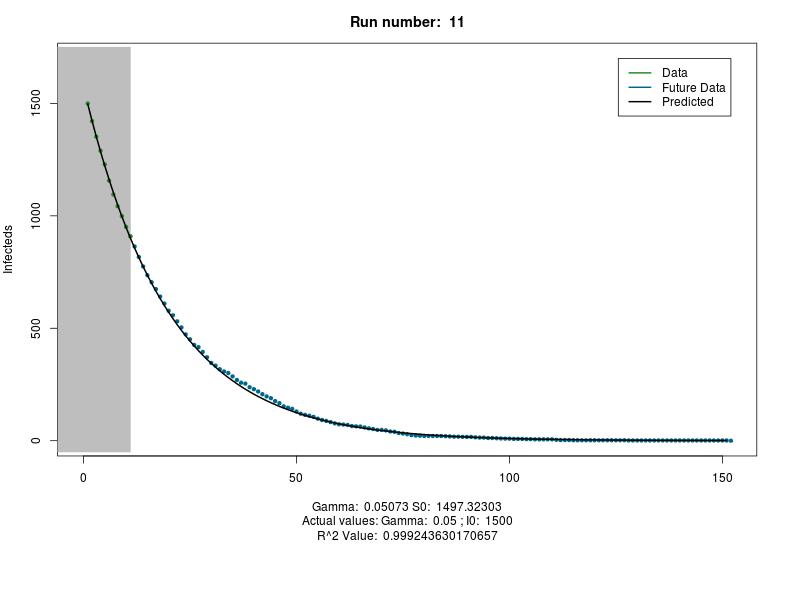 Run number: 11
Data
Future Data
Predicted
Infecteds
1500
1000
500
0
0
50
100
150
Gamma: 0.05073 S0: 1497.32303
Actual values: Gamma: 0.05 ; I0: 1500
R^2 Value: 0.999243630170657